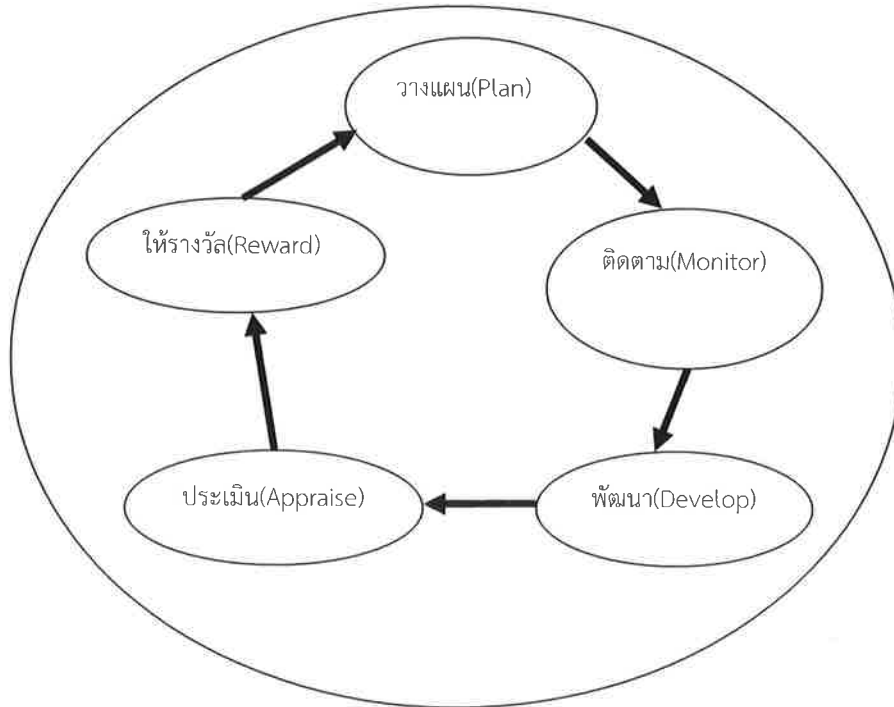 วางแผน(Plan)
ติดตาม(Monitor)
พัฒนา(Develop)
ประเมิน(Appraise)
ให้รางวัล(Reward)